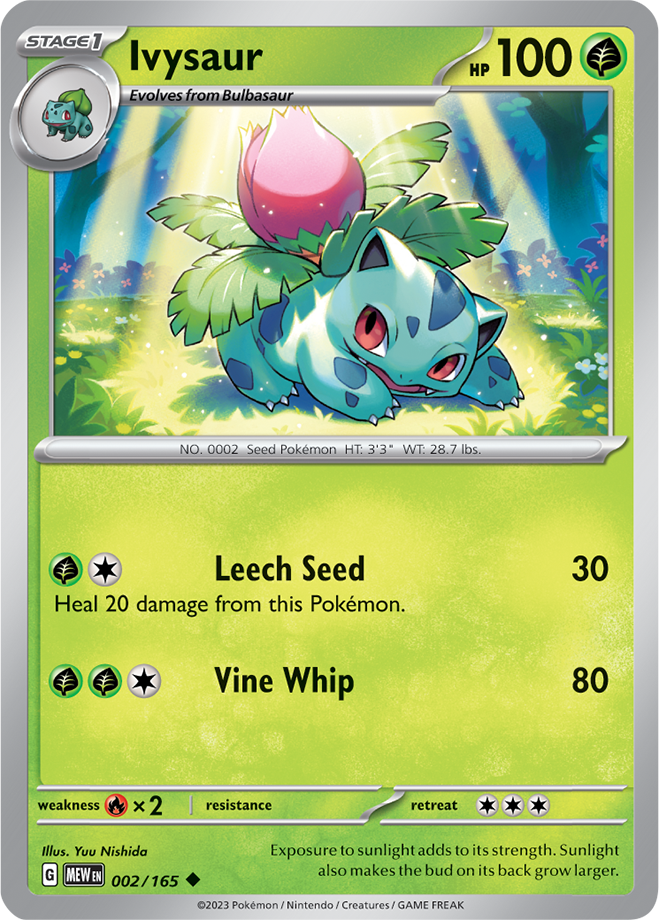 STAGE1
Ivysaur
HP 100
Evolves from Bulbasaur
NO. 0002 Seed Pokémon HT: 3'3" WT: 28.7 lbs.
Leech Seed 30
Heal 20 damage from this Pokémon.
Vine Whip 80
weakness ×2 resistance retreat
Illus. Yuu Nishida
Exposure to sunlight adds to its strength. Sunlight
also makes the bud on its back grow larger.
G MEW EN 002/165
©2023 Pokémon / Nintendo / Creatures / GAME FREAK